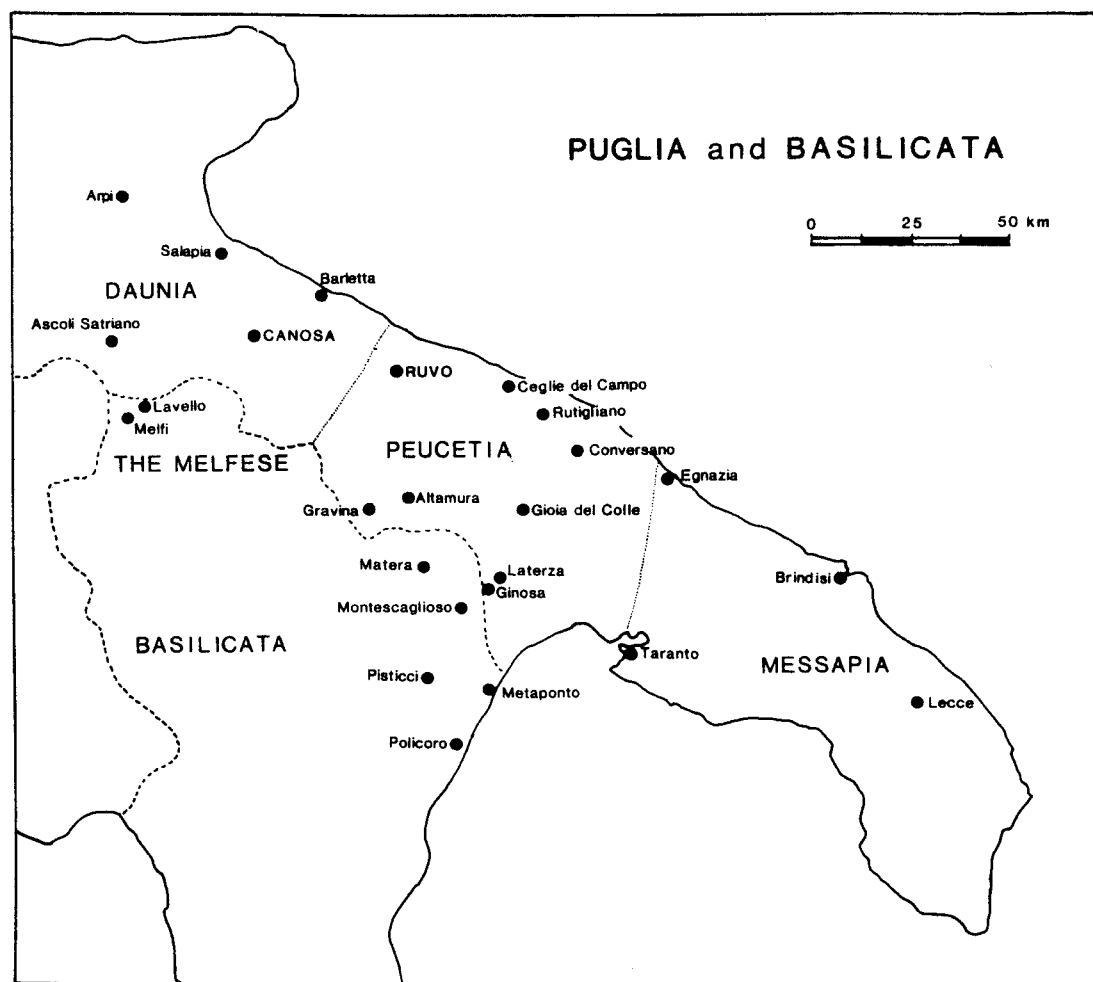 PUGLIA and BASILICATA
0 25 50 km
Arpi
Salapia
Barletta
DAUNIA
Ascoli Satriano
CANOSA
RUVO
Ceglie del Campo
Lavello
Rutigliano
Melfi
THE MELFESE
PEUCETIA
Conversano
Egnazia
Altamura
Gravina
Gioia del Colle
Matera
Laterza
Brindisi
Ginosa
Montescaglioso
BASILICATA
Taranto
MESSAPIA
Pisticci
Metaponto
Lecce
Policoro